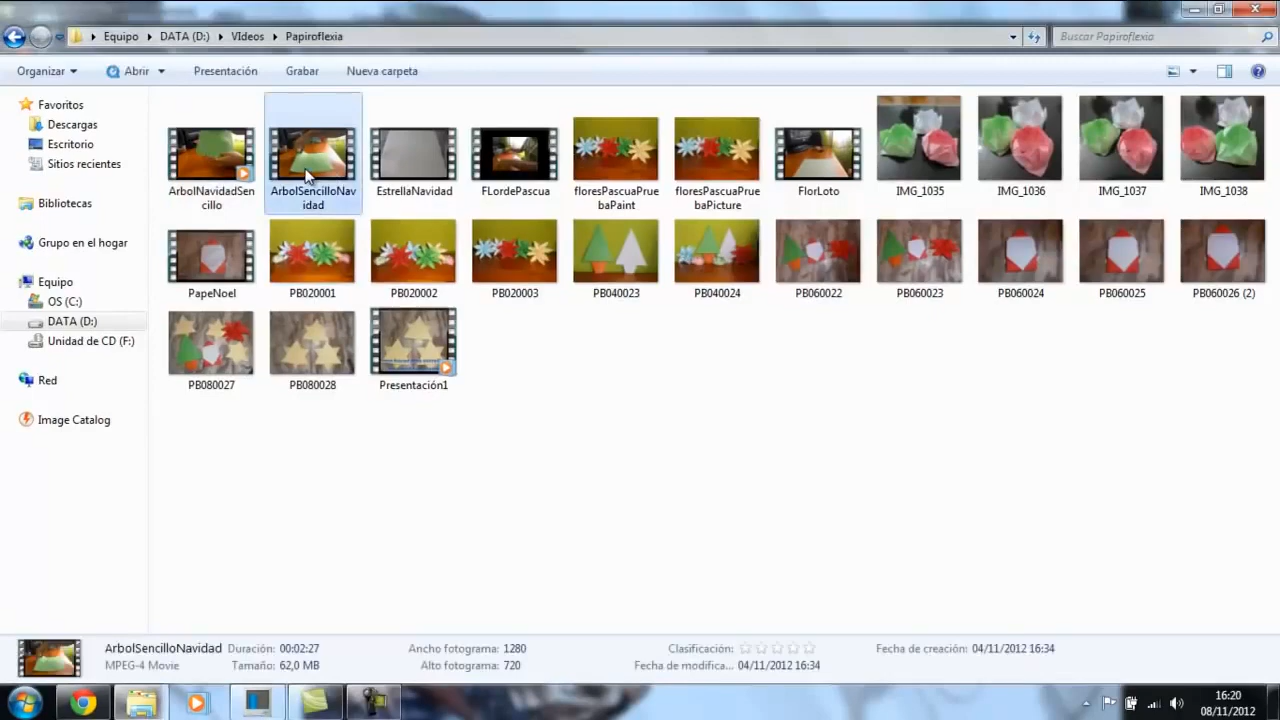 Equipo ▸ DATA (D:) ▸ VIdeos ▸ Papiroflexia
Buscar Papiroflexia
Organizar Abrir Presentación Grabar Nueva carpeta
Favoritos
Descargas
Escritorio
Sitios recientes
Bibliotecas
Grupo en el hogar
Equipo
OS (C:)
DATA (D:)
Unidad de CD (F:)
Red
Image Catalog
ArbolNavidadSen
cillo
ArbolSencilloNav
idad
EstrellaNavidad
FLordePascua
floresPascuaPrue
baPaint
floresPascuaPrue
baPicture
FlorLoto
IMG_1035
IMG_1036
IMG_1037
IMG_1038
PapeNoel
PB020001
PB020002
PB020003
PB040023
PB040024
PB060022
PB060023
PB060024
PB060025
PB060026 (2)
PB080027
PB080028
Presentación1
ArbolSencilloNavidad Duración: 00:02:27 Ancho fotograma: 1280 Clasificación: Fecha de creación: 04/11/2012 16:34
MPEG-4 Movie Tamaño: 62,0 MB Alto fotograma: 720 Fecha de modifica... 04/11/2012 16:34
16:20
08/11/2012